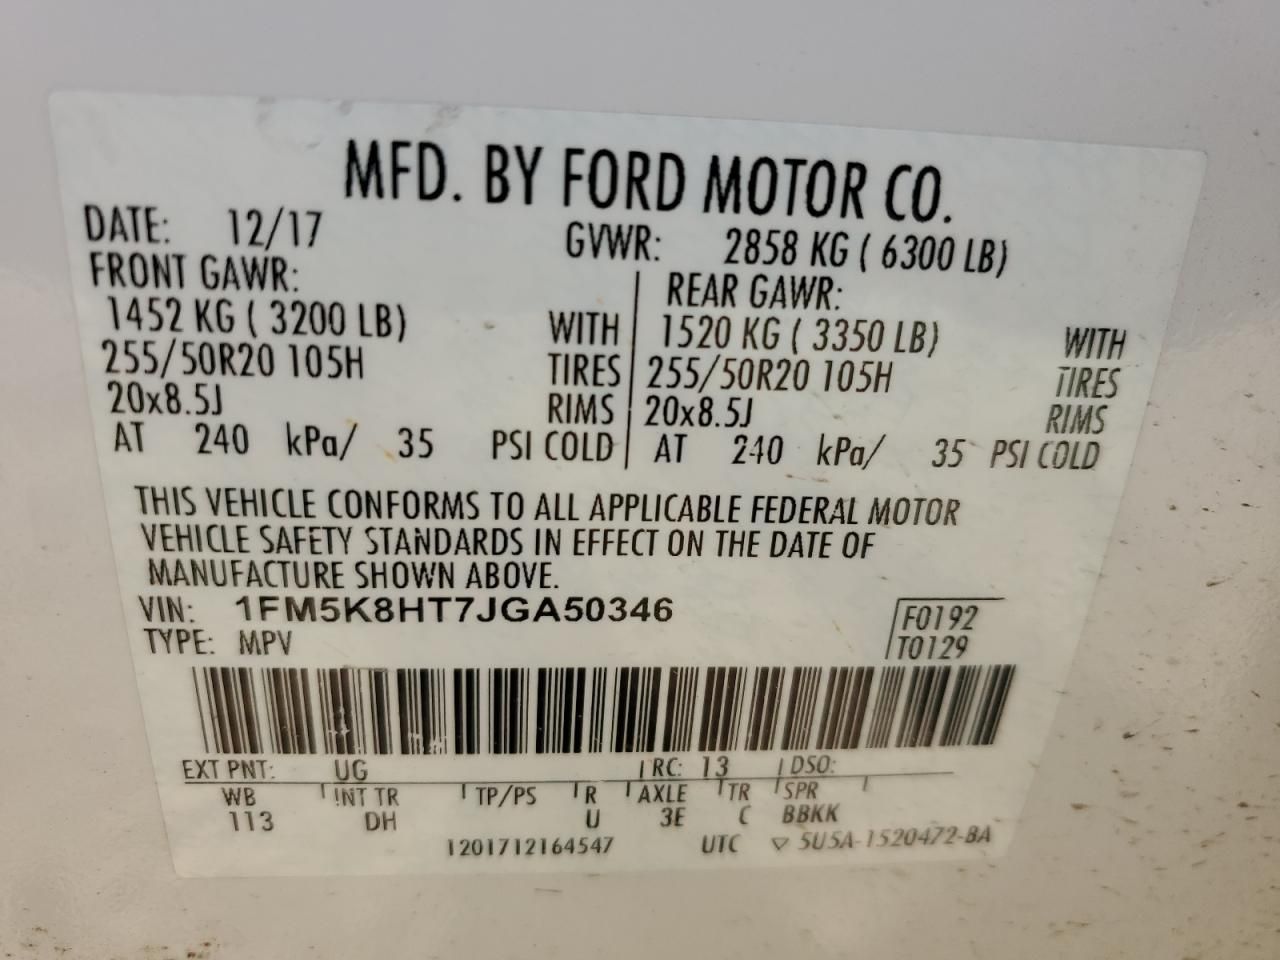 MFD. BY FORD MOTOR CO.
DATE: 12/17 GVWR: 2858 KG ( 6300 LB)
FRONT GAWR:
1452 KG ( 3200 LB) WITH
255/50R20 105H TIRES
20x8.5J RIMS
AT 240 kPa/ 35 PSI COLD
REAR GAWR:
1520 KG ( 3350 LB) WITH
255/50R20 105H TIRES
20x8.5J RIMS
AT 240 kPa/ 35 PSI COLD
THIS VEHICLE CONFORMS TO ALL APPLICABLE FEDERAL MOTOR
VEHICLE SAFETY STANDARDS IN EFFECT ON THE DATE OF
MANUFACTURE SHOWN ABOVE.
VIN: 1FM5K8HT7JGA50346
TYPE: MPV
F0192
T0129
EXT PNT: UG RC: 13 DSO:
WB INT TR TP/PS R AXLE TR SPR
113 DH U 3E C BBKK
1201712164547 UTC ▽ 5U5A-1520472-BA